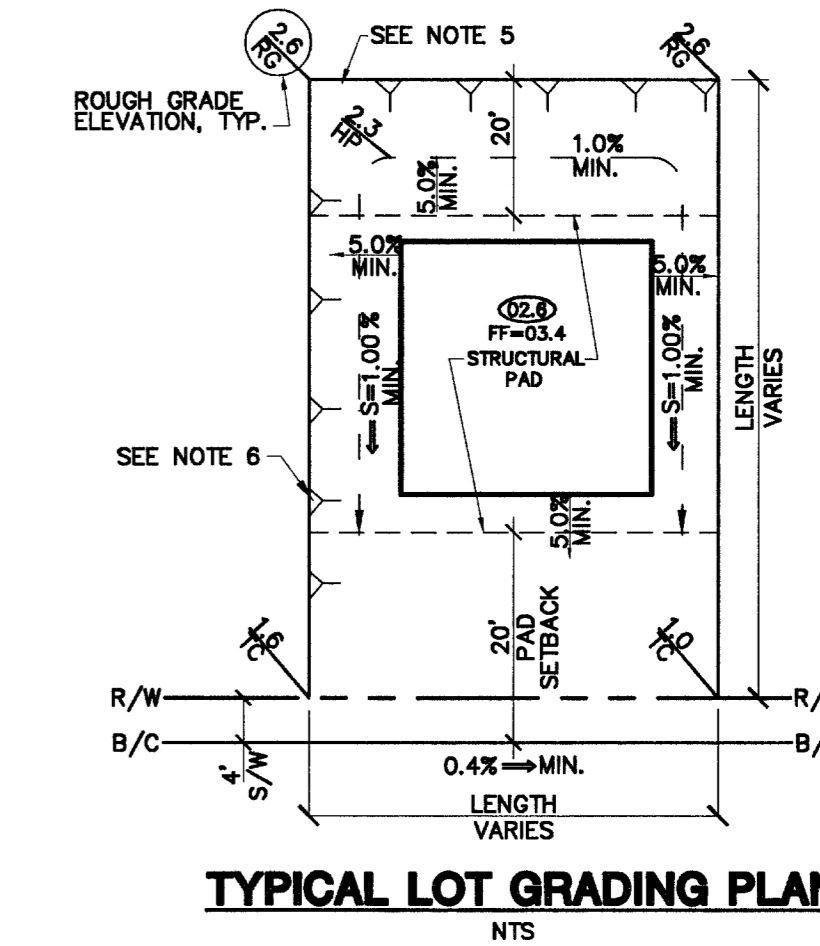 2.6
RG
SEE NOTE 5
2.6
RG
ROUGH GRADE
ELEVATION, TYP.
2.3
HP
20'
1.0%
MIN.
5.0%
MIN.
5.0%
MIN.
5.0%
MIN.
02.6
FF=03.4
STRUCTURAL
PAD
S=1.00%
MIN.
S=1.00%
MIN.
LENGTH
VARIES
SEE NOTE 6
5.0%
MIN.
20'
PAD
SETBACK
1.6
TC
1.0
TC
R/W
R/
B/C
B/
4'
S/W
0.4% ⇒ MIN.
LENGTH
VARIES
TYPICAL LOT GRADING PLAN
NTS